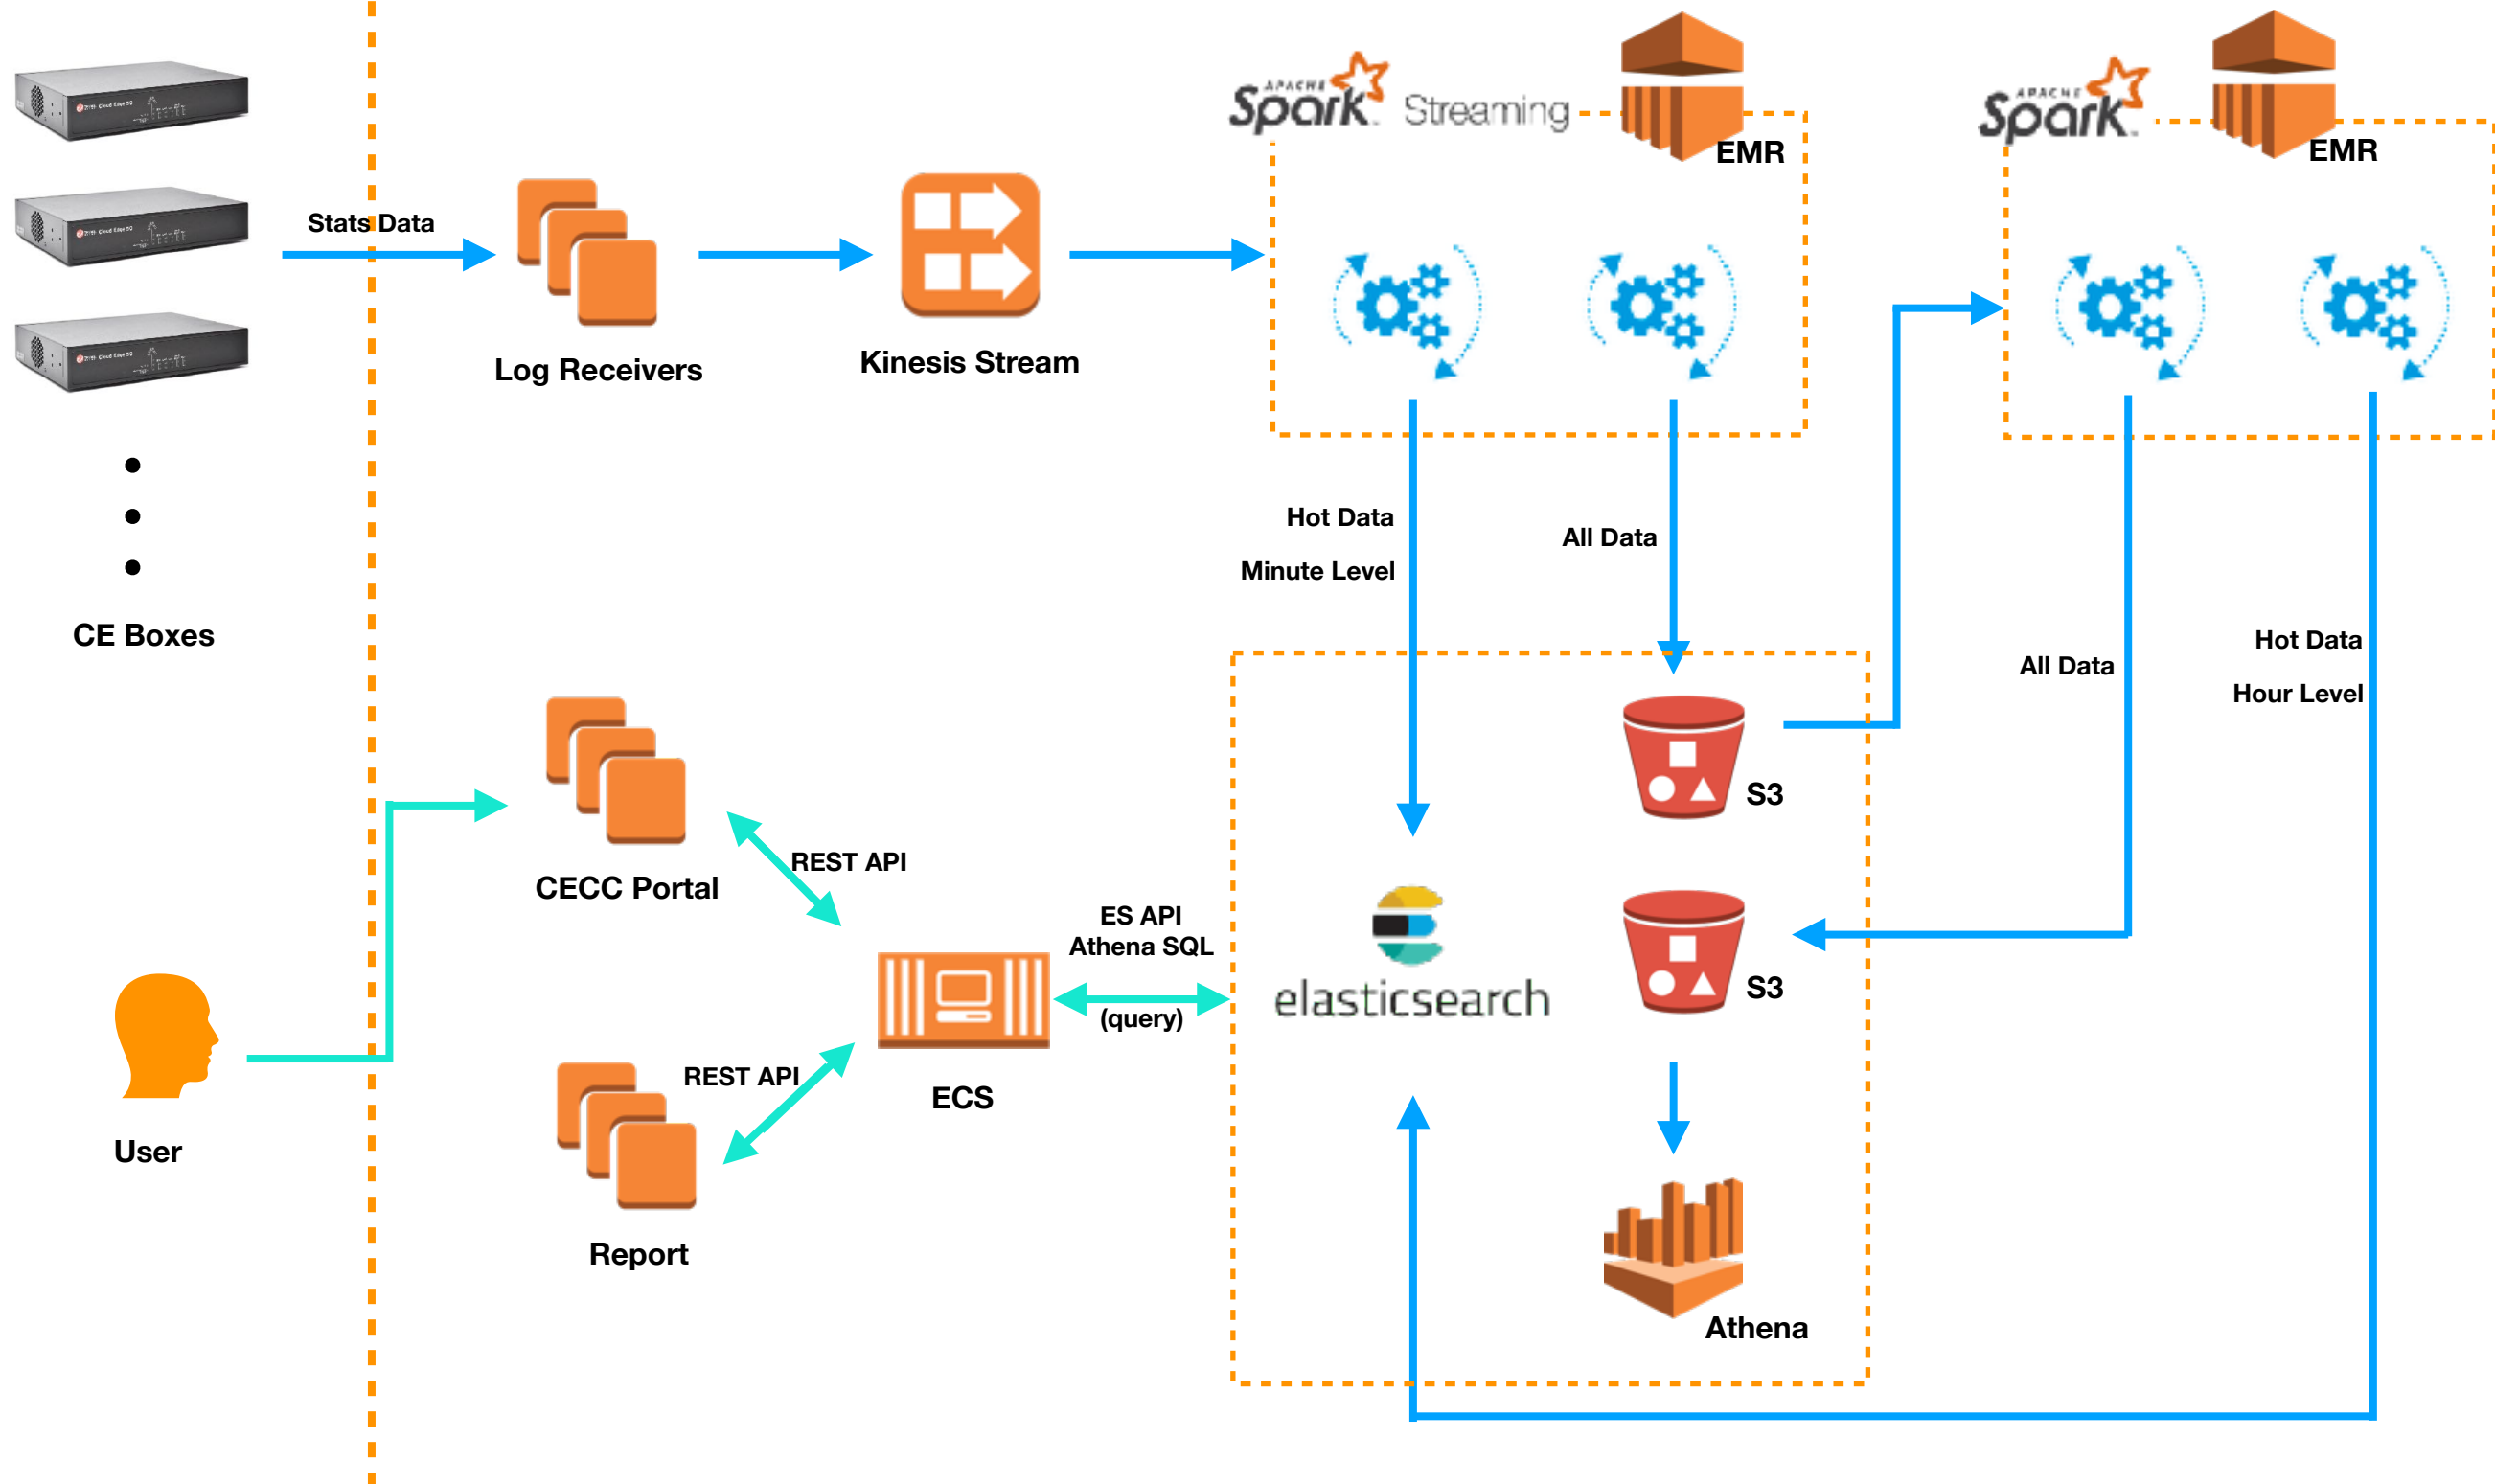 APACHE
Spark
Streaming
EMR
APACHE
Spark
EMR
Stats Data
Log Receivers
Kinesis Stream
Hot Data
Minute Level
All Data
CE Boxes
All Data
Hot Data
Hour Level
S3
REST API
CECC Portal
ES API
Athena SQL
(query)
elasticsearch
S3
REST API
ECS
User
Report
Athena